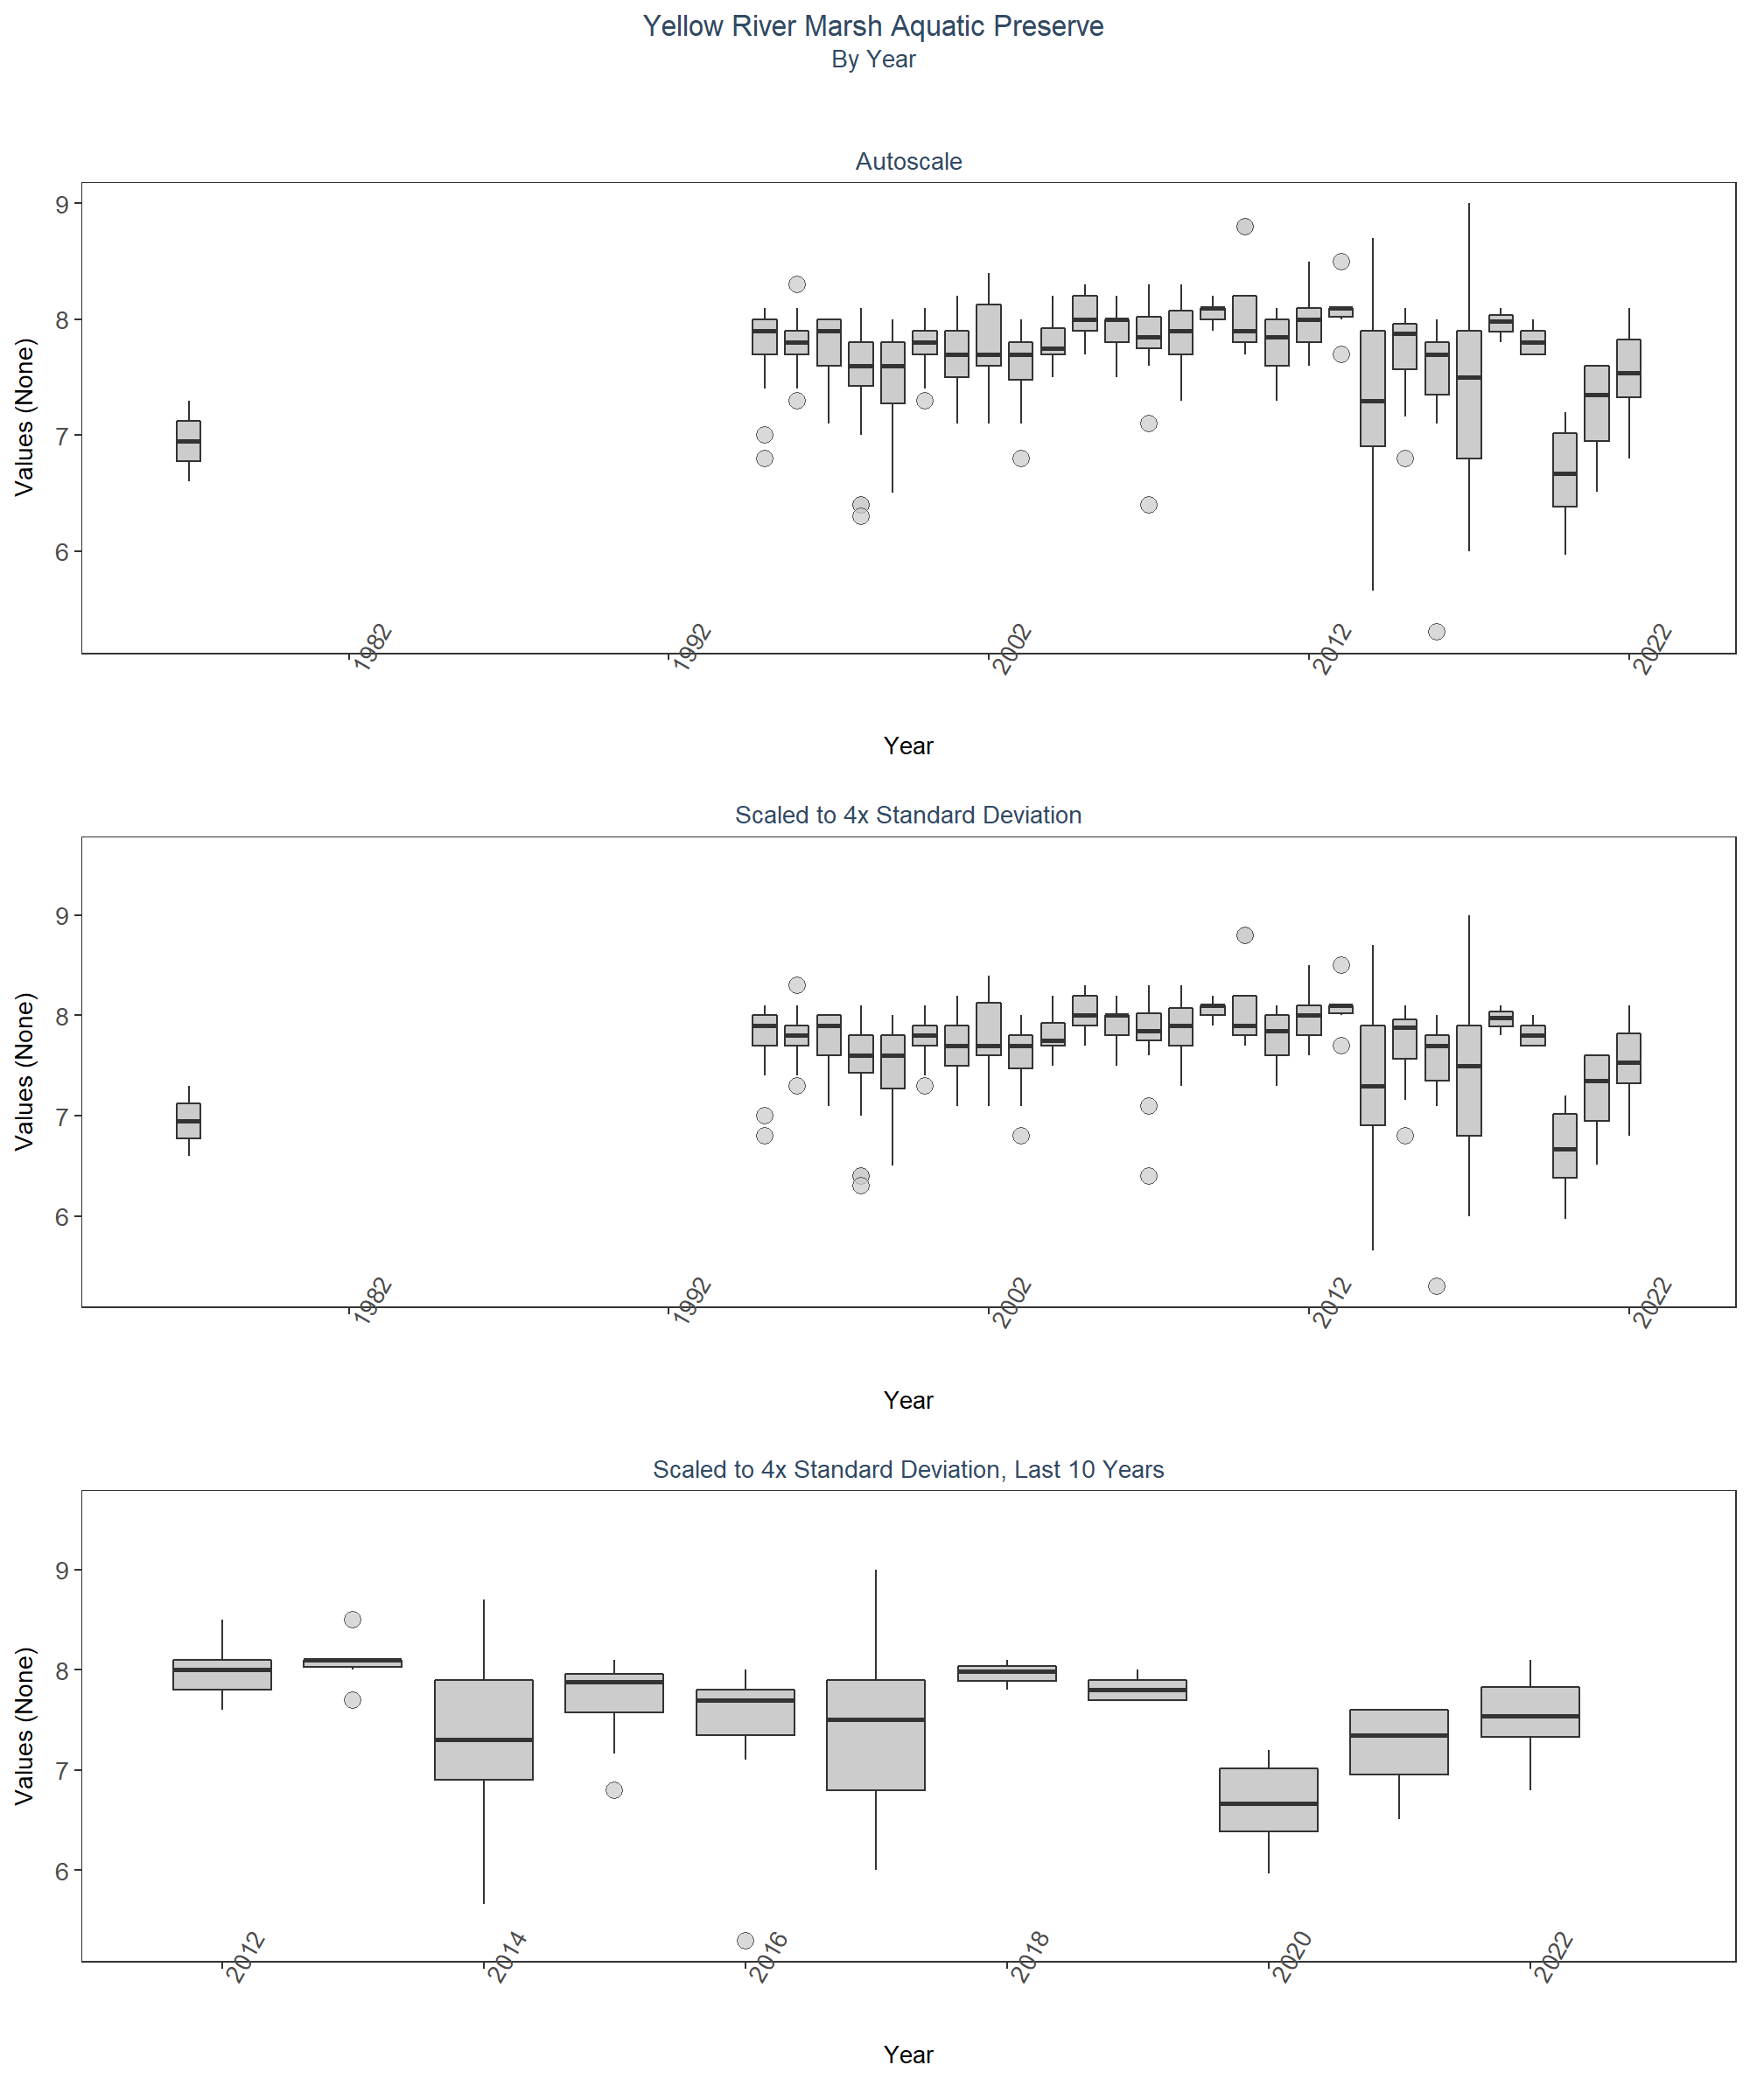 Yellow River Marsh Aquatic Preserve
By Year
Autoscale
Values (None)
9
8
7
6
1982
1992
2002
2012
2022
Year
Scaled to 4x Standard Deviation
Values (None)
9
8
7
6
1982
1992
2002
2012
2022
Year
Scaled to 4x Standard Deviation, Last 10 Years
Values (None)
9
8
7
6
2012
2014
2016
2018
2020
2022
Year